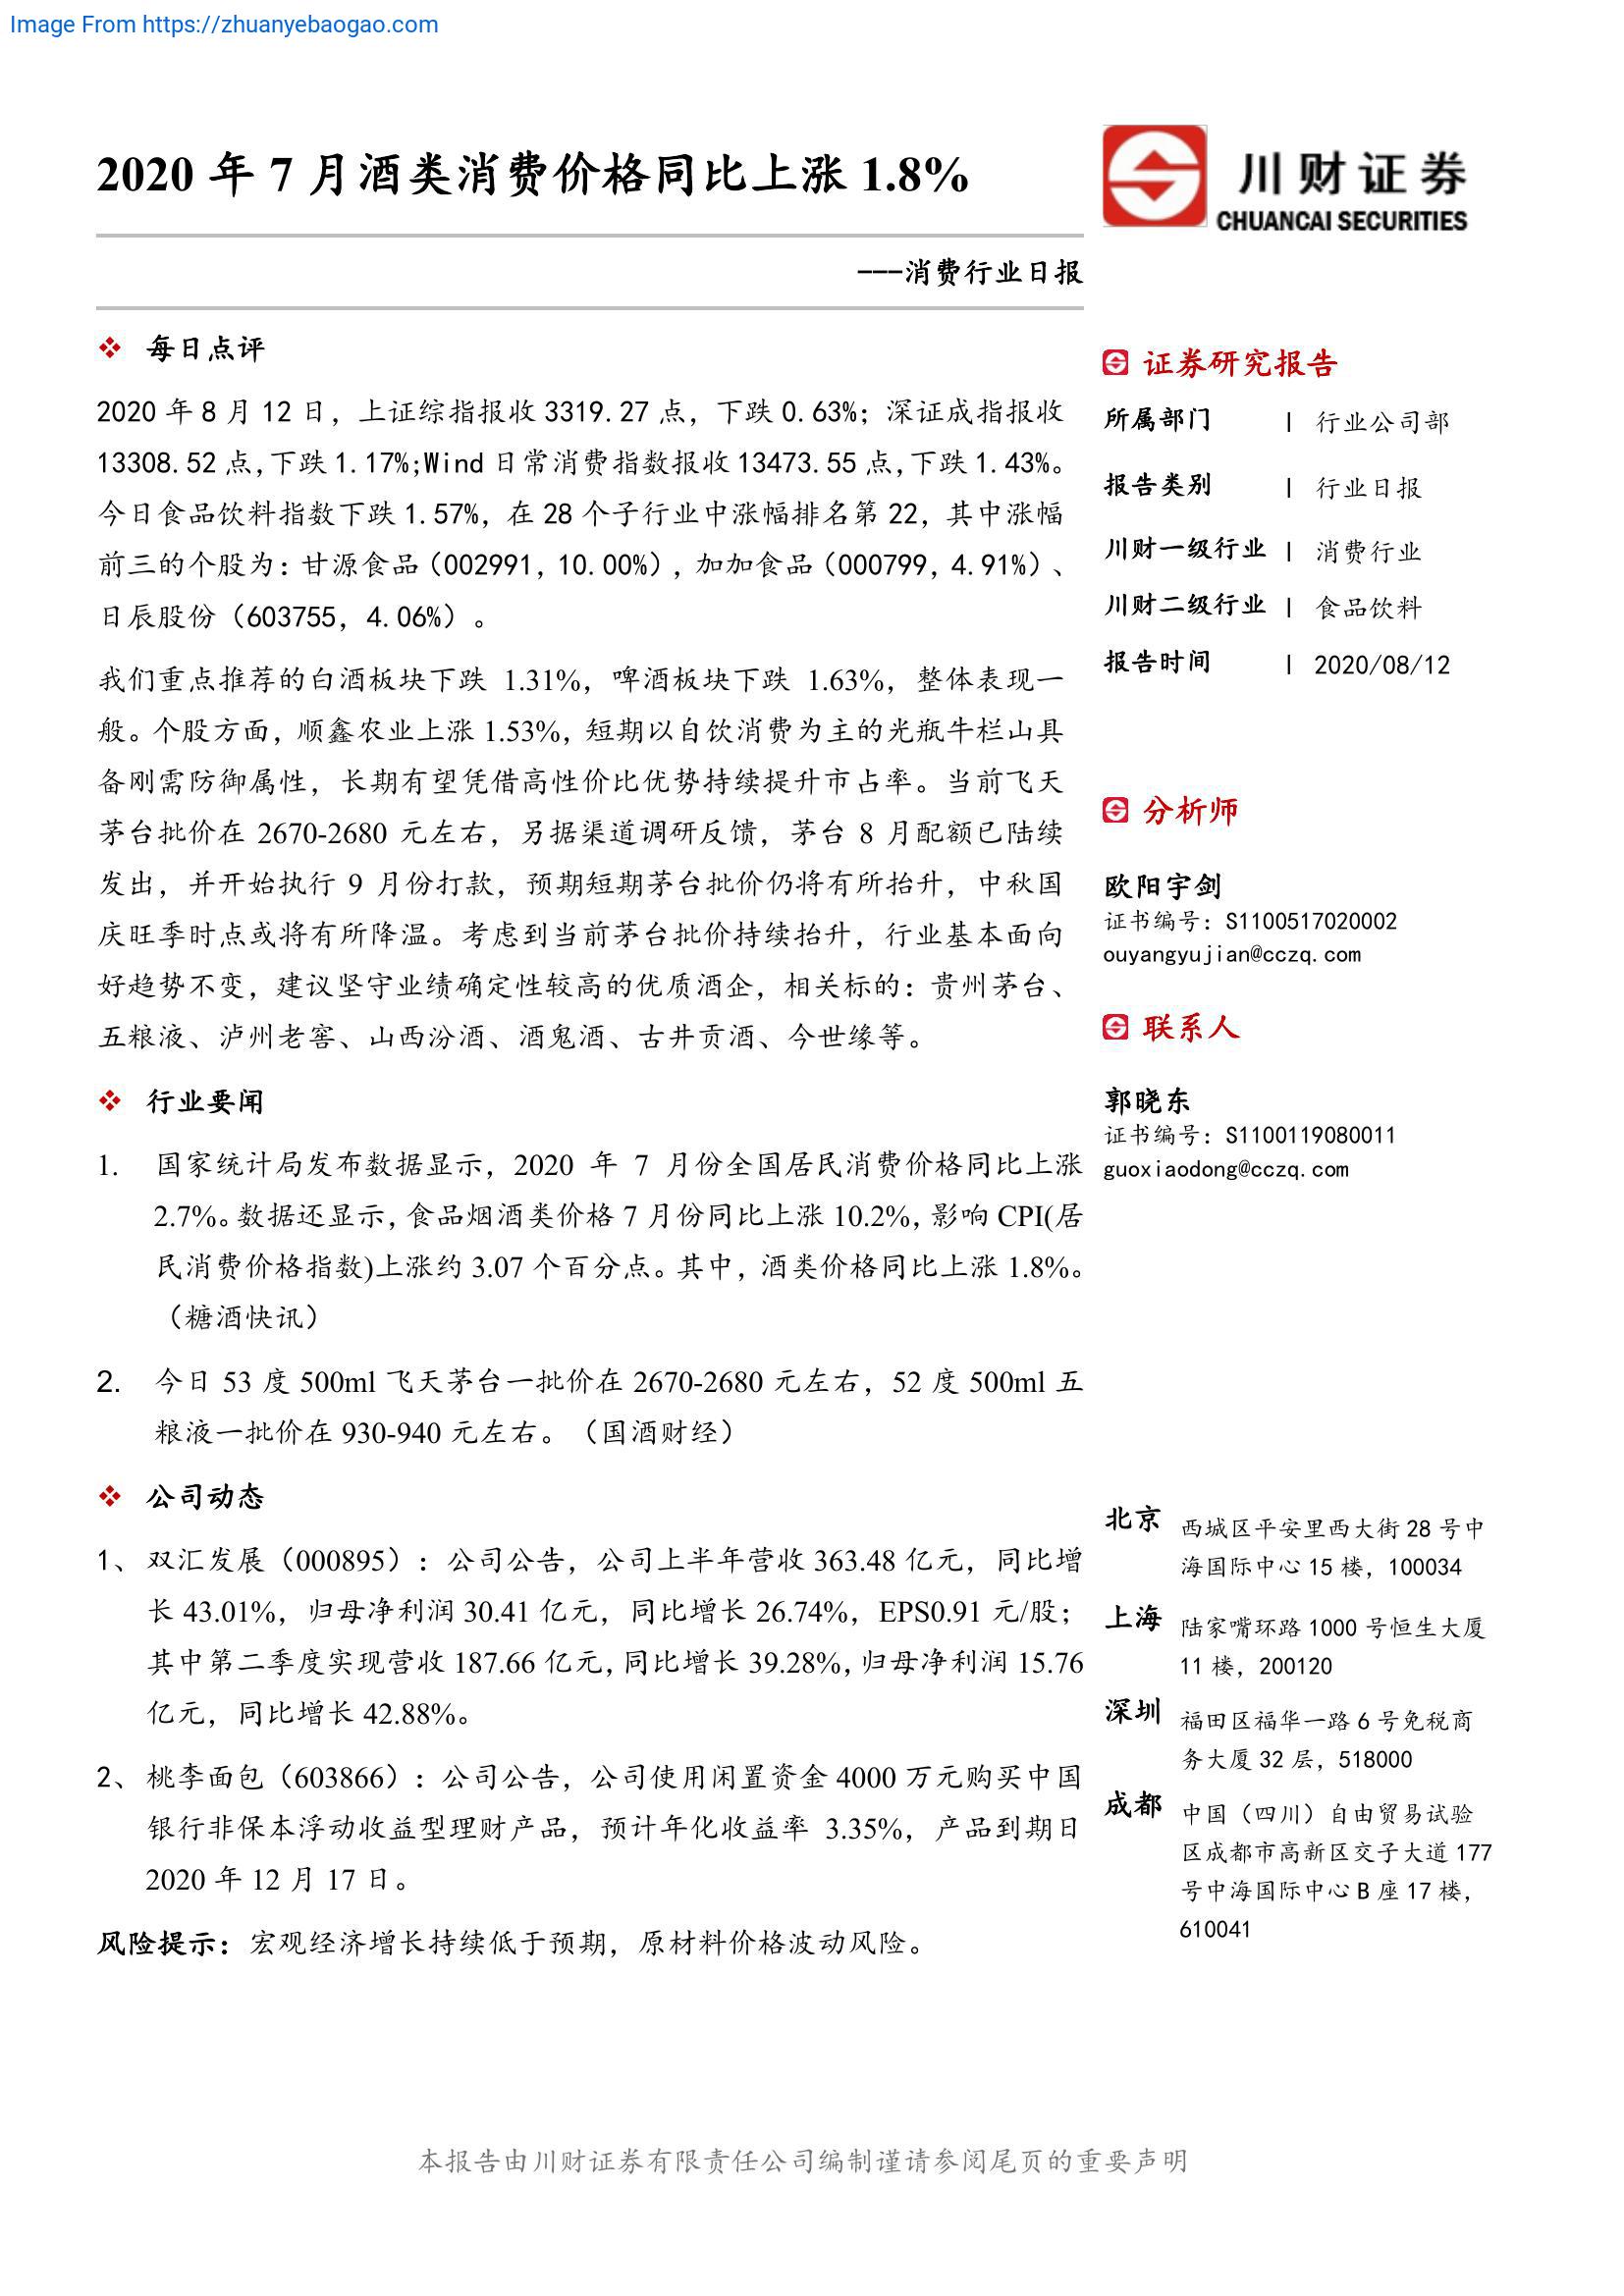 Image From https://zhuanyebaogao.com
2020 年 7 月酒类消费价格同比上涨 1.8%
川财证券
CHUANCAI SECURITIES
---消费行业日报
❖ 每日点评
2020 年 8 月 12 日，上证综指报收 3319.27 点，下跌 0.63%；深证成指报收
13308.52 点,下跌 1.17%;Wind 日常消费指数报收 13473.55 点,下跌 1.43%。
今日食品饮料指数下跌 1.57%，在 28 个子行业中涨幅排名第 22，其中涨幅
前三的个股为：甘源食品（002991，10.00%），加加食品（000799，4.91%）、
日辰股份（603755，4.06%）。
我们重点推荐的白酒板块下跌 1.31%，啤酒板块下跌 1.63%，整体表现一
般。个股方面，顺鑫农业上涨 1.53%，短期以自饮消费为主的光瓶牛栏山具
备刚需防御属性，长期有望凭借高性价比优势持续提升市占率。当前飞天
茅台批价在 2670-2680 元左右，另据渠道调研反馈，茅台 8 月配额已陆续
发出，并开始执行 9 月份打款，预期短期茅台批价仍将有所抬升，中秋国
庆旺季时点或将有所降温。考虑到当前茅台批价持续抬升，行业基本面向
好趋势不变，建议坚守业绩确定性较高的优质酒企，相关标的：贵州茅台、
五粮液、泸州老窖、山西汾酒、酒鬼酒、古井贡酒、今世缘等。
❖ 行业要闻
1. 国家统计局发布数据显示，2020 年 7 月份全国居民消费价格同比上涨
2.7%。数据还显示，食品烟酒类价格 7 月份同比上涨 10.2%，影响 CPI(居
民消费价格指数)上涨约 3.07 个百分点。其中，酒类价格同比上涨 1.8%。
（糖酒快讯）
2. 今日 53 度 500ml 飞天茅台一批价在 2670-2680 元左右，52 度 500ml 五
粮液一批价在 930-940 元左右。（国酒财经）
❖ 公司动态
1、双汇发展（000895）：公司公告，公司上半年营收 363.48 亿元，同比增
长 43.01%，归母净利润 30.41 亿元，同比增长 26.74%，EPS0.91 元/股；
其中第二季度实现营收 187.66 亿元，同比增长 39.28%，归母净利润 15.76
亿元，同比增长 42.88%。
2、桃李面包（603866）：公司公告，公司使用闲置资金 4000 万元购买中国
银行非保本浮动收益型理财产品，预计年化收益率 3.35%，产品到期日
2020 年 12 月 17 日。
风险提示：宏观经济增长持续低于预期，原材料价格波动风险。
证券研究报告
所属部门 | 行业公司部
报告类别 | 行业日报
川财一级行业 | 消费行业
川财二级行业 | 食品饮料
报告时间 | 2020/08/12
分析师
欧阳宇剑
证书编号：S1100517020002
ouyangyujian@cczq.com
联系人
郭晓东
证书编号：S1100119080011
guoxiaodong@cczq.com
北京 西城区平安里西大街 28 号中
海国际中心 15 楼，100034
上海 陆家嘴环路 1000 号恒生大厦
11 楼，200120
深圳 福田区福华一路 6 号免税商
务大厦 32 层，518000
成都 中国（四川）自由贸易试验
区成都市高新区交子大道 177
号中海国际中心 B 座 17 楼，
610041
本报告由川财证券有限责任公司编制谨请参阅尾页的重要声明